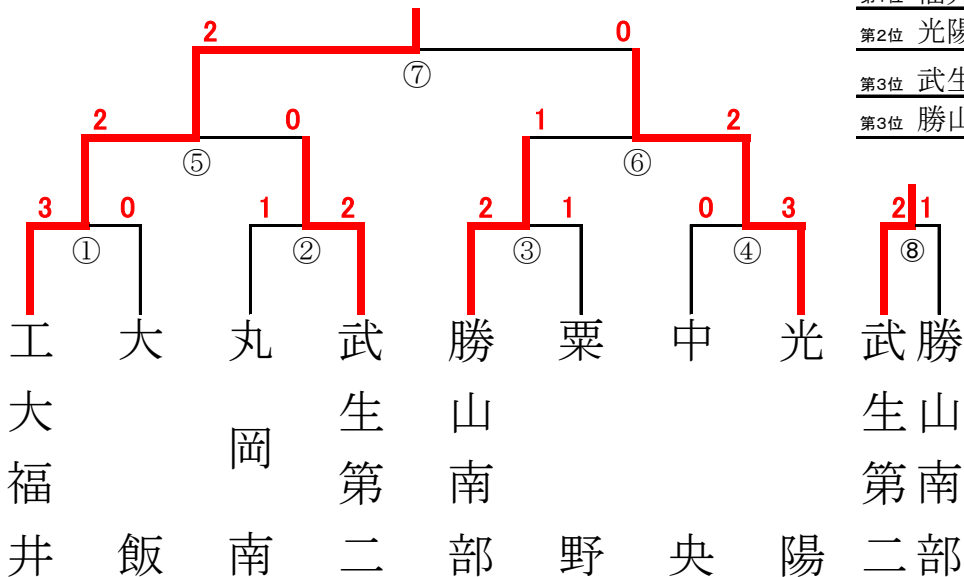 2 0
⑦
第2位 光陽
第3位 武生
第3位 勝山
2 0 1 2
⑤ ⑥
3 0 1 2 2 1 0 3 2 1
① ② ③ ④ ⑧
工大福井
大飯
丸岡南
武生第二
勝山南部
粟野
中央
光陽
武生第二
勝山南部